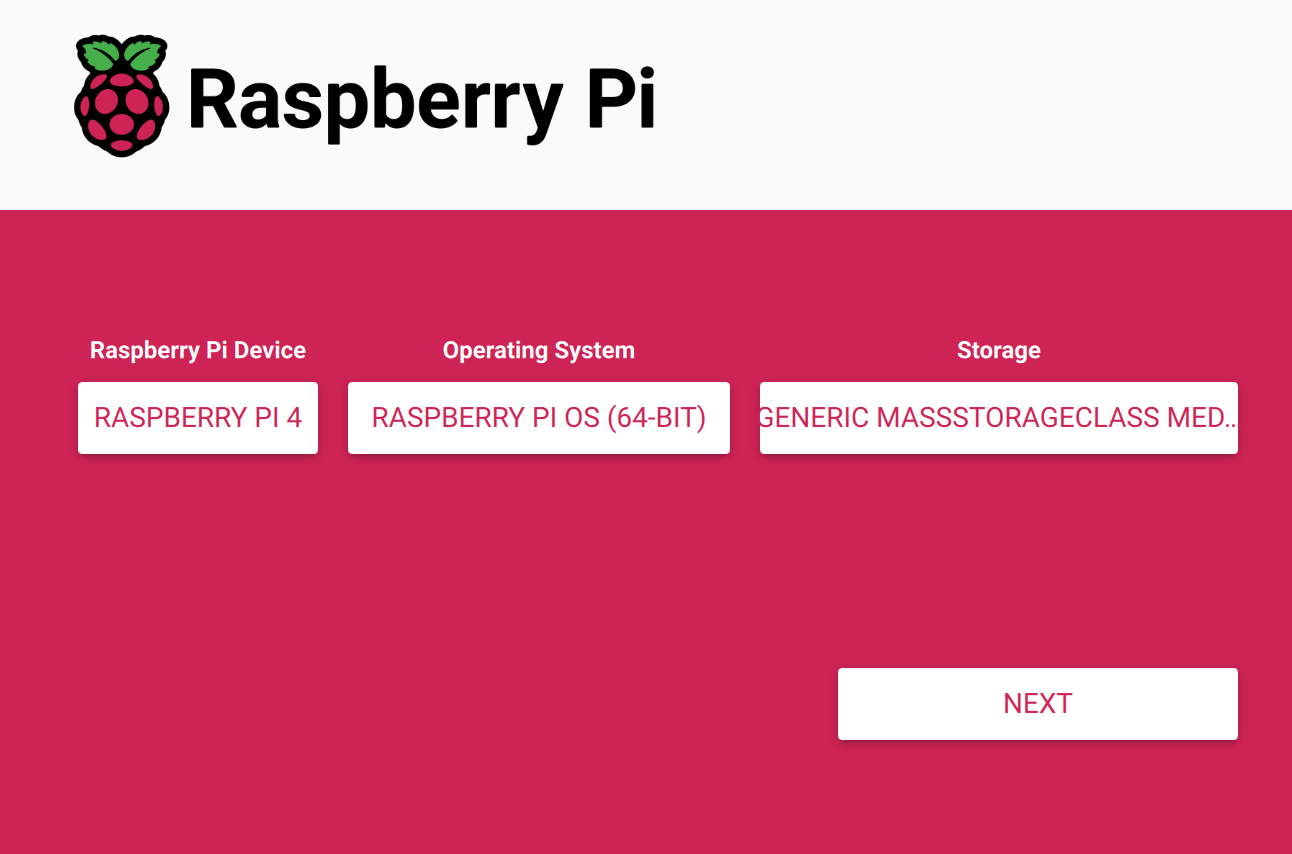 Raspberry Pi
Raspberry Pi Device
Operating System
Storage
RASPBERRY PI 4
RASPBERRY PI OS (64-BIT)
GENERIC MASSSTORAGECLASS MED..
NEXT